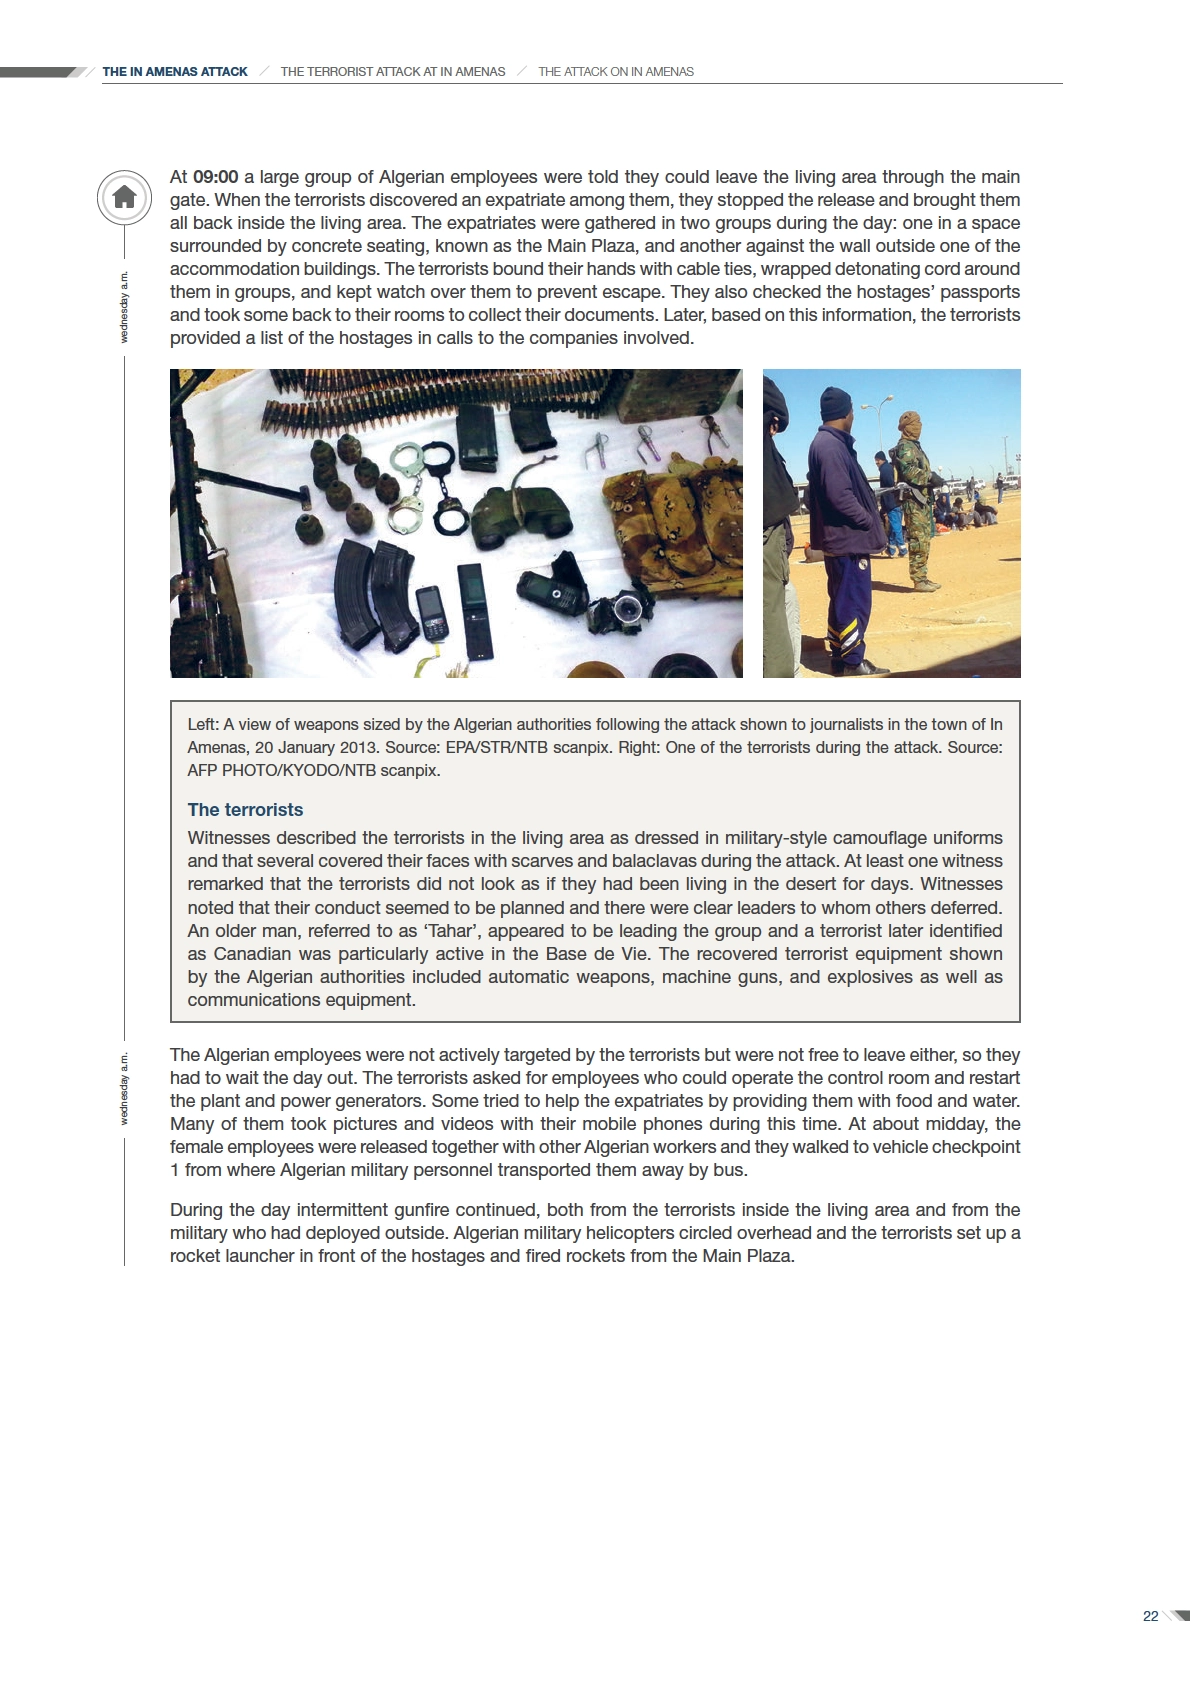 THE IN AMENAS ATTACK / THE TERRORIST ATTACK AT IN AMENAS / THE ATTACK ON IN AMENAS
At 09:00 a large group of Algerian employees were told they could leave the living area through the main
gate. When the terrorists discovered an expatriate among them, they stopped the release and brought them
all back inside the living area. The expatriates were gathered in two groups during the day: one in a space
surrounded by concrete seating, known as the Main Plaza, and another against the wall outside one of the
accommodation buildings. The terrorists bound their hands with cable ties, wrapped detonating cord around
them in groups, and kept watch over them to prevent escape. They also checked the hostages’ passports
and took some back to their rooms to collect their documents. Later, based on this information, the terrorists
provided a list of the hostages in calls to the companies involved.
wednesday a.m.
Left: A view of weapons sized by the Algerian authorities following the attack shown to journalists in the town of In
Amenas, 20 January 2013. Source: EPA/STR/NTB scanpix. Right: One of the terrorists during the attack. Source:
AFP PHOTO/KYODO/NTB scanpix.
The terrorists
Witnesses described the terrorists in the living area as dressed in military-style camouflage uniforms
and that several covered their faces with scarves and balaclavas during the attack. At least one witness
remarked that the terrorists did not look as if they had been living in the desert for days. Witnesses
noted that their conduct seemed to be planned and there were clear leaders to whom others deferred.
An older man, referred to as ‘Tahar’, appeared to be leading the group and a terrorist later identified
as Canadian was particularly active in the Base de Vie. The recovered terrorist equipment shown
by the Algerian authorities included automatic weapons, machine guns, and explosives as well as
communications equipment.
wednesday a.m.
The Algerian employees were not actively targeted by the terrorists but were not free to leave either, so they
had to wait the day out. The terrorists asked for employees who could operate the control room and restart
the plant and power generators. Some tried to help the expatriates by providing them with food and water.
Many of them took pictures and videos with their mobile phones during this time. At about midday, the
female employees were released together with other Algerian workers and they walked to vehicle checkpoint
1 from where Algerian military personnel transported them away by bus.
During the day intermittent gunfire continued, both from the terrorists inside the living area and from the
military who had deployed outside. Algerian military helicopters circled overhead and the terrorists set up a
rocket launcher in front of the hostages and fired rockets from the Main Plaza.
22